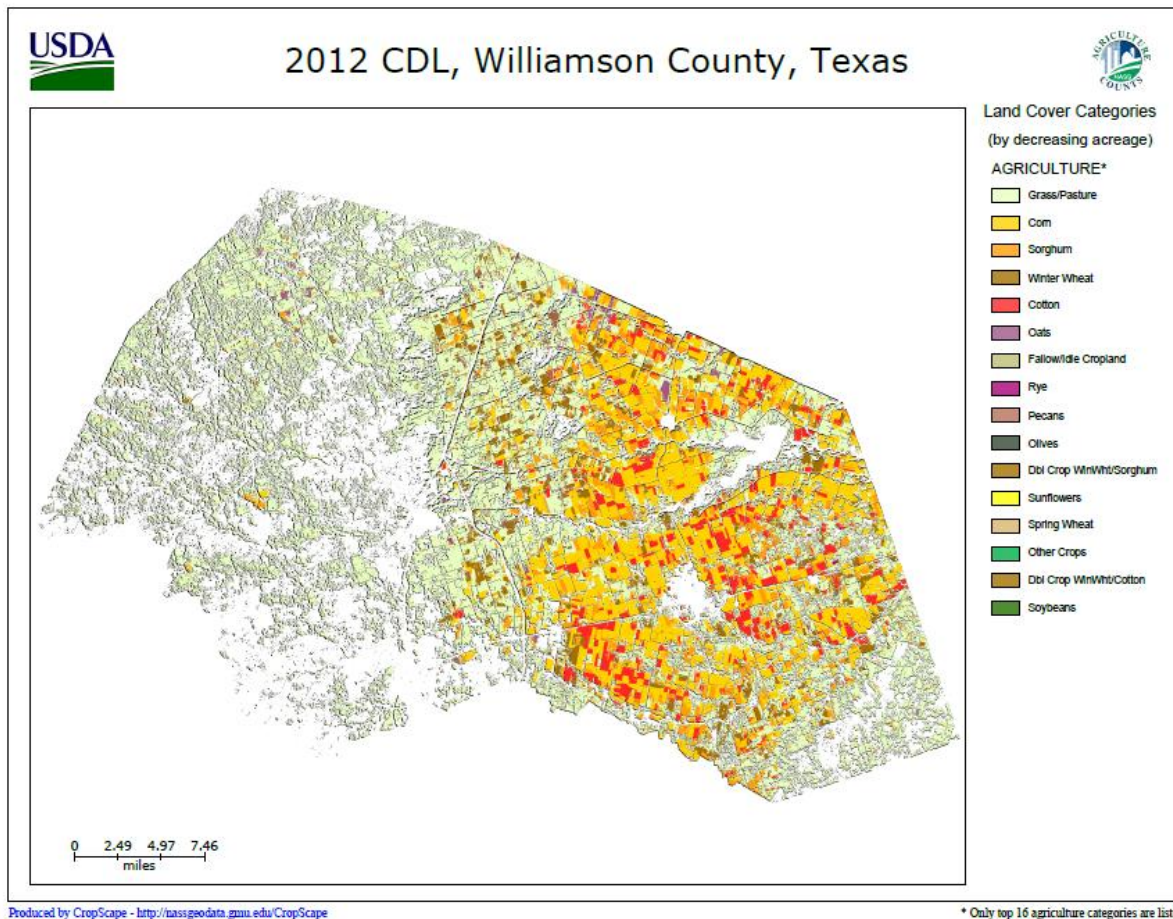 USDA
2012 CDL, Williamson County, Texas
AGRICULTURE
NASS
COUNTS
Land Cover Categories
(by decreasing acreage)
AGRICULTURE*
Grass/Pasture
Corn
Sorghum
Winter Wheat
Cotton
Oats
Fallow/Idle Cropland
Rye
Pecans
Olives
Dbl Crop WinWht/Sorghum
Sunflowers
Spring Wheat
Other Crops
Dbl Crop WinWht/Cotton
Soybeans
0 2.49 4.97 7.46
miles
Produced by CropScape - http://nassgeodata.gmu.edu/CropScape
* Only top 16 agriculture categories are list